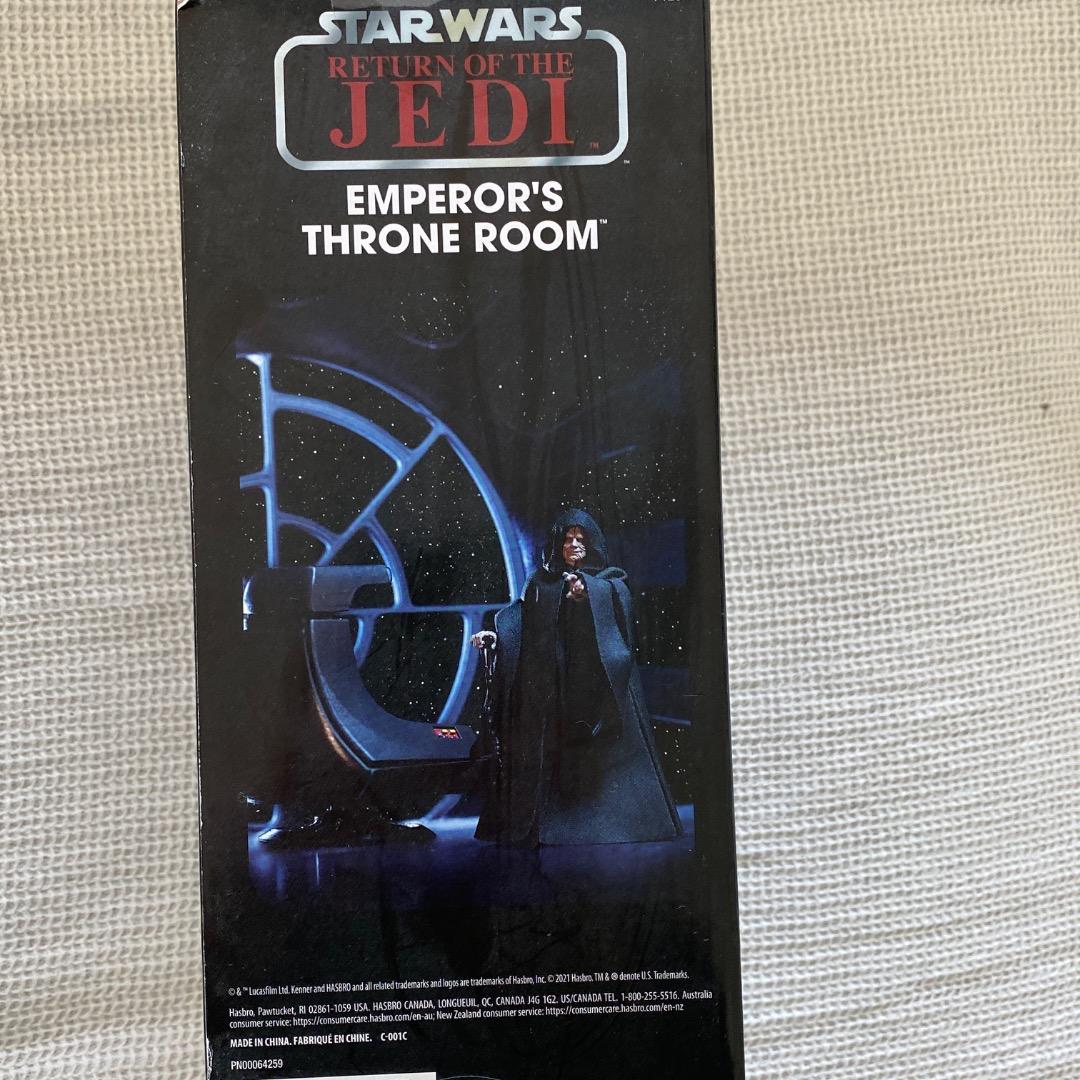 STAR WARS
RETURN OF THE
JEDI ™
™
EMPEROR'S
THRONE ROOM™
© & ™ Lucasfilm Ltd. Kenner and HASBRO and all related trademarks and logos are trademarks of Hasbro, Inc. © 2021 Hasbro. TM & ® denote U.S. Trademarks.
Hasbro, Pawtucket, RI 02861-1059 USA. HASBRO CANADA, LONGUEUIL, QC, CANADA J4G 1G2. US/CANADA TEL. 1-800-255-5516. Australia
consumer service: https://consumercare.hasbro.com/en-au; New Zealand consumer service: https://consumercare.hasbro.com/en-nz
MADE IN CHINA. FABRIQUÉ EN CHINE. C-001C
PN00064259